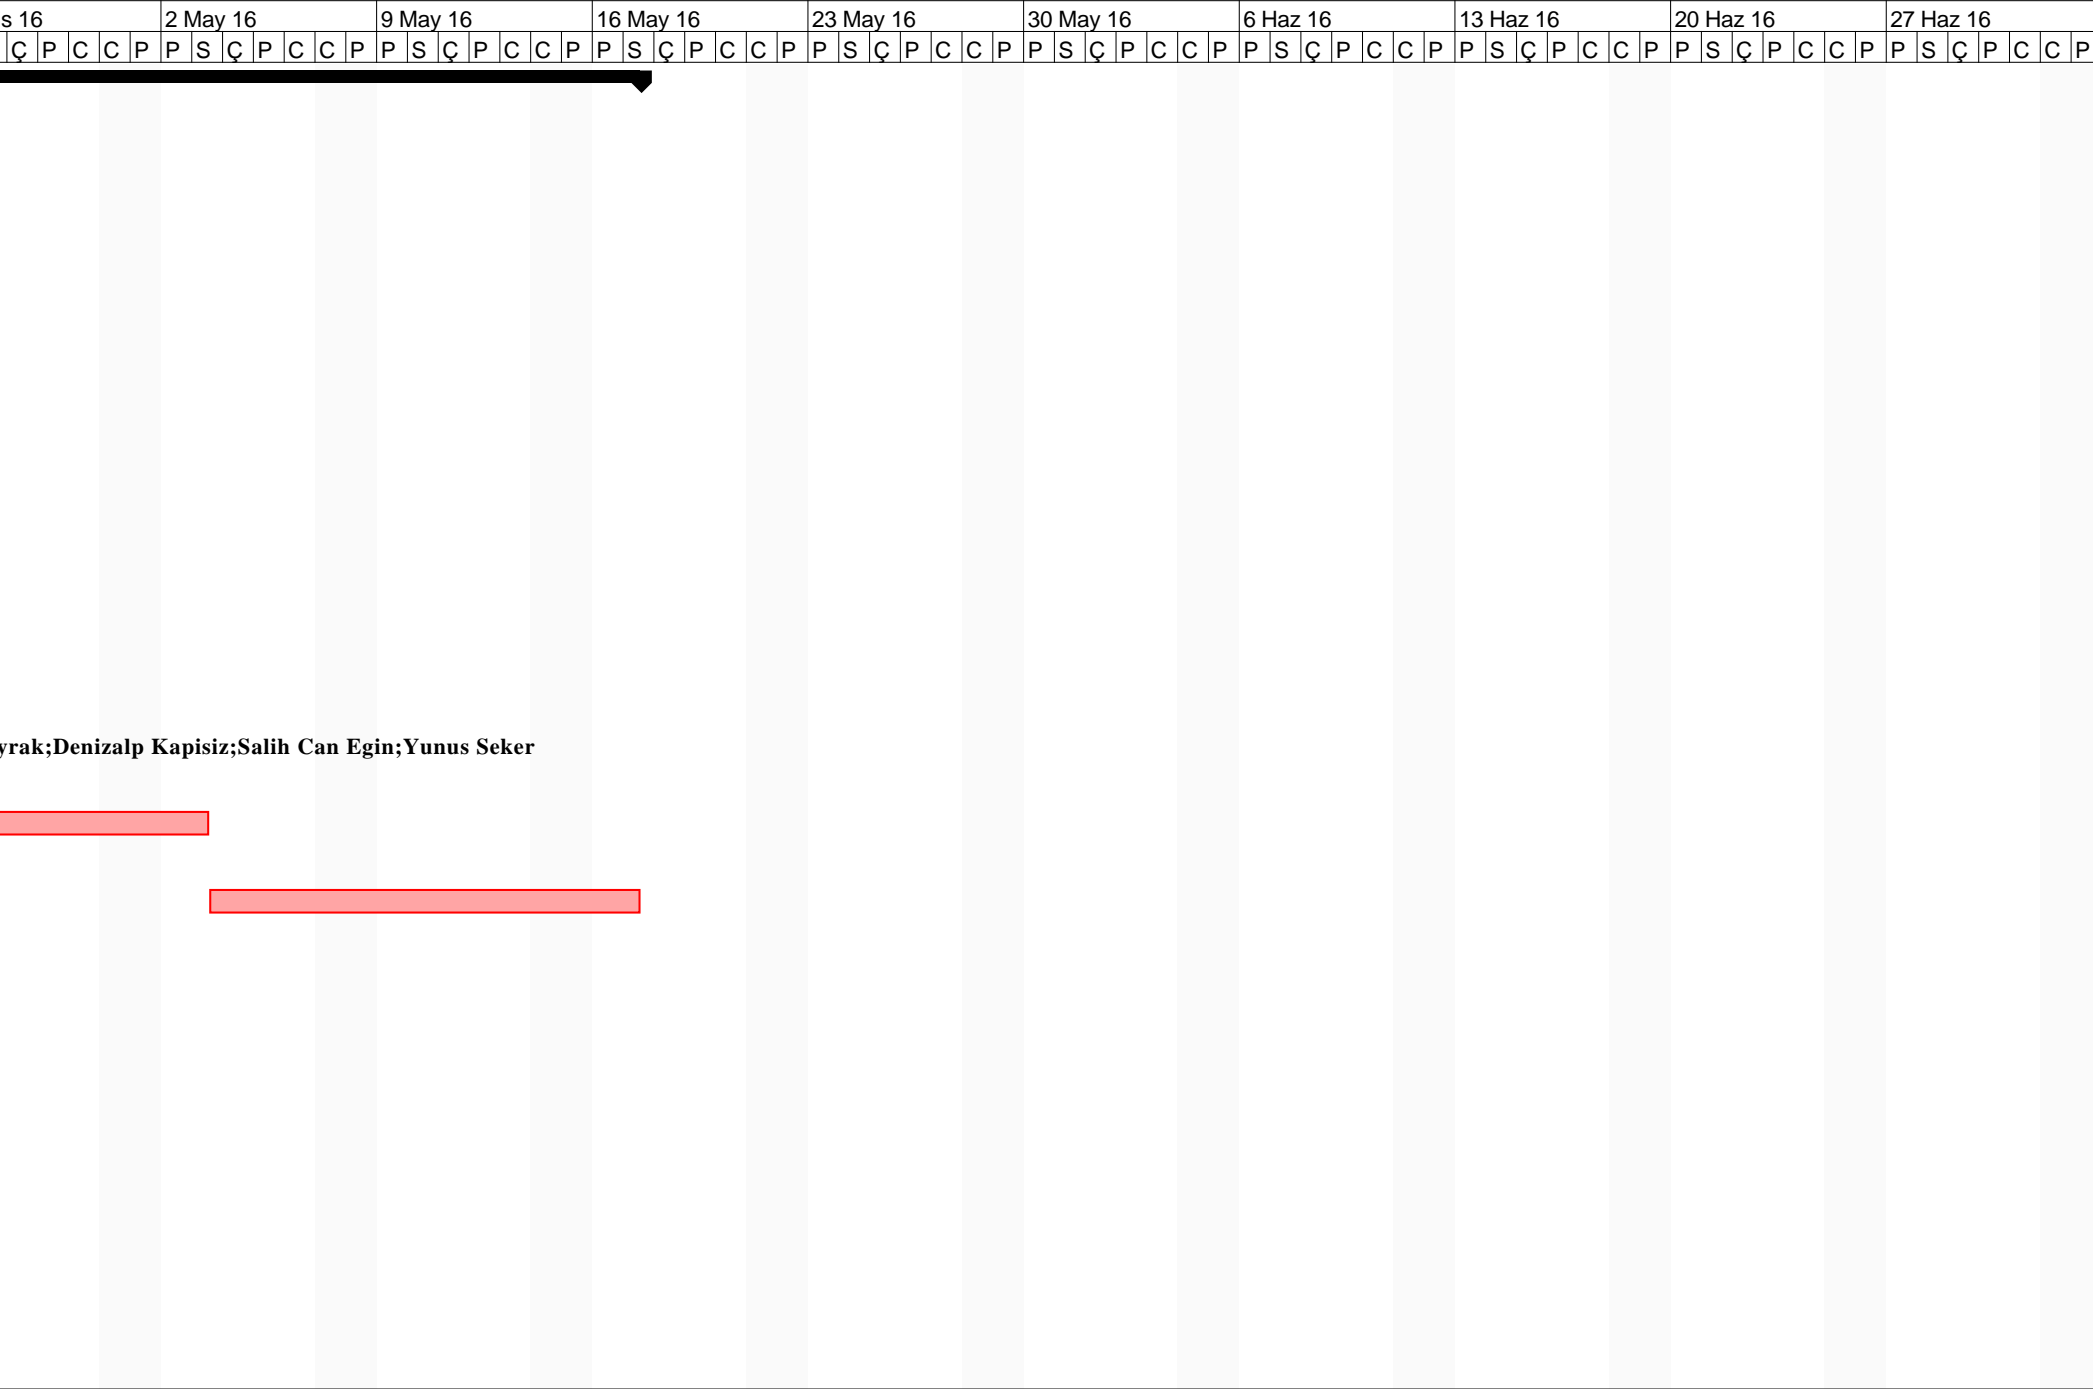 s 16 2 May 16 9 May 16 16 May 16 23 May 16 30 May 16 6 Haz 16 13 Haz 16 20 Haz 16 27 Haz 16
Ç P C C P P S Ç P C C P P S Ç P C C P P S Ç P C C P P S Ç P C C P P S Ç P C C P P S Ç P C C P P S Ç P C C P P S Ç P C C P P S Ç P C C P
yrak;Denizalp Kapisiz;Salih Can Egin;Yunus Seker